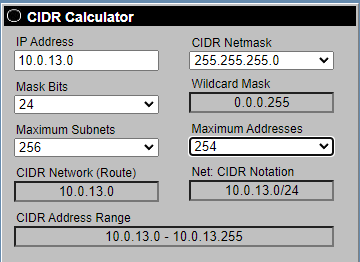 CIDR Calculator
IP Address
CIDR Netmask
10.0.13.0
255.255.255.0
Mask Bits
Wildcard Mask
24
0.0.0.255
Maximum Subnets
Maximum Addresses
256
254
CIDR Network (Route)
Net: CIDR Notation
10.0.13.0
10.0.13.0/24
CIDR Address Range
10.0.13.0 - 10.0.13.255